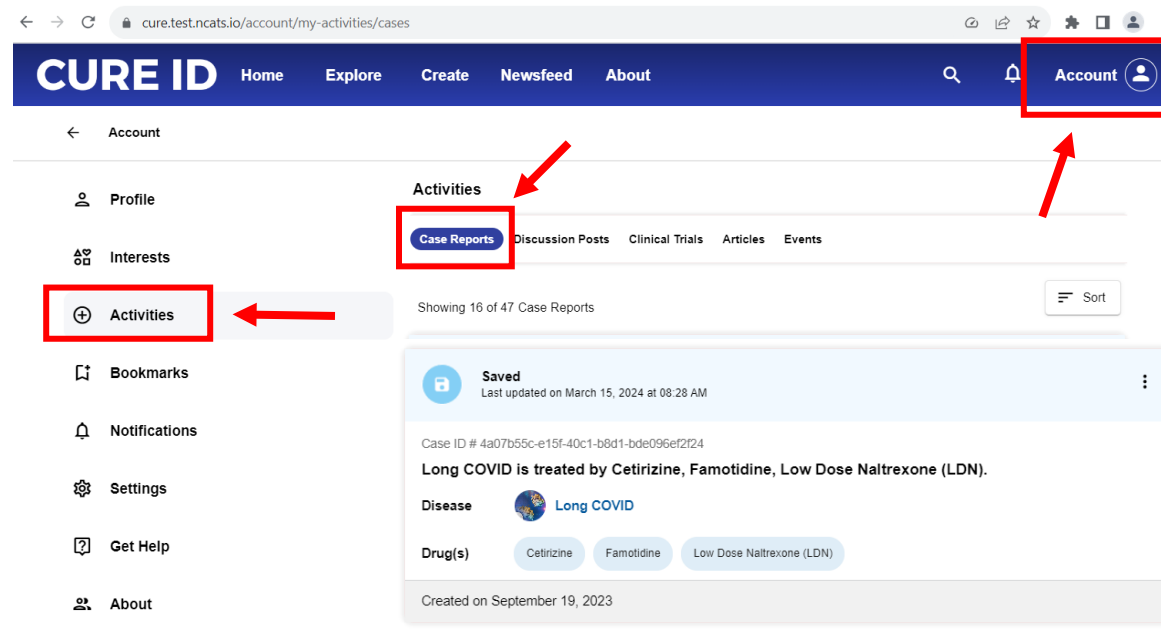 cure.test.ncats.io/account/my-activities/cases
CURE ID Home Explore Create Newsfeed About Account
Account
Profile
Interests
Activities
Bookmarks
Notifications
Settings
Get Help
About
Activities
Case Reports Discussion Posts Clinical Trials Articles Events
Showing 16 of 47 Case Reports
Sort
Saved
Last updated on March 15, 2024 at 08:28 AM
Case ID # 4a07b55c-e15f-40c1-b8d1-bde096ef2f24
Long COVID is treated by Cetirizine, Famotidine, Low Dose Naltrexone (LDN).
Disease Long COVID
Drug(s) Cetirizine Famotidine Low Dose Naltrexone (LDN)
Created on September 19, 2023